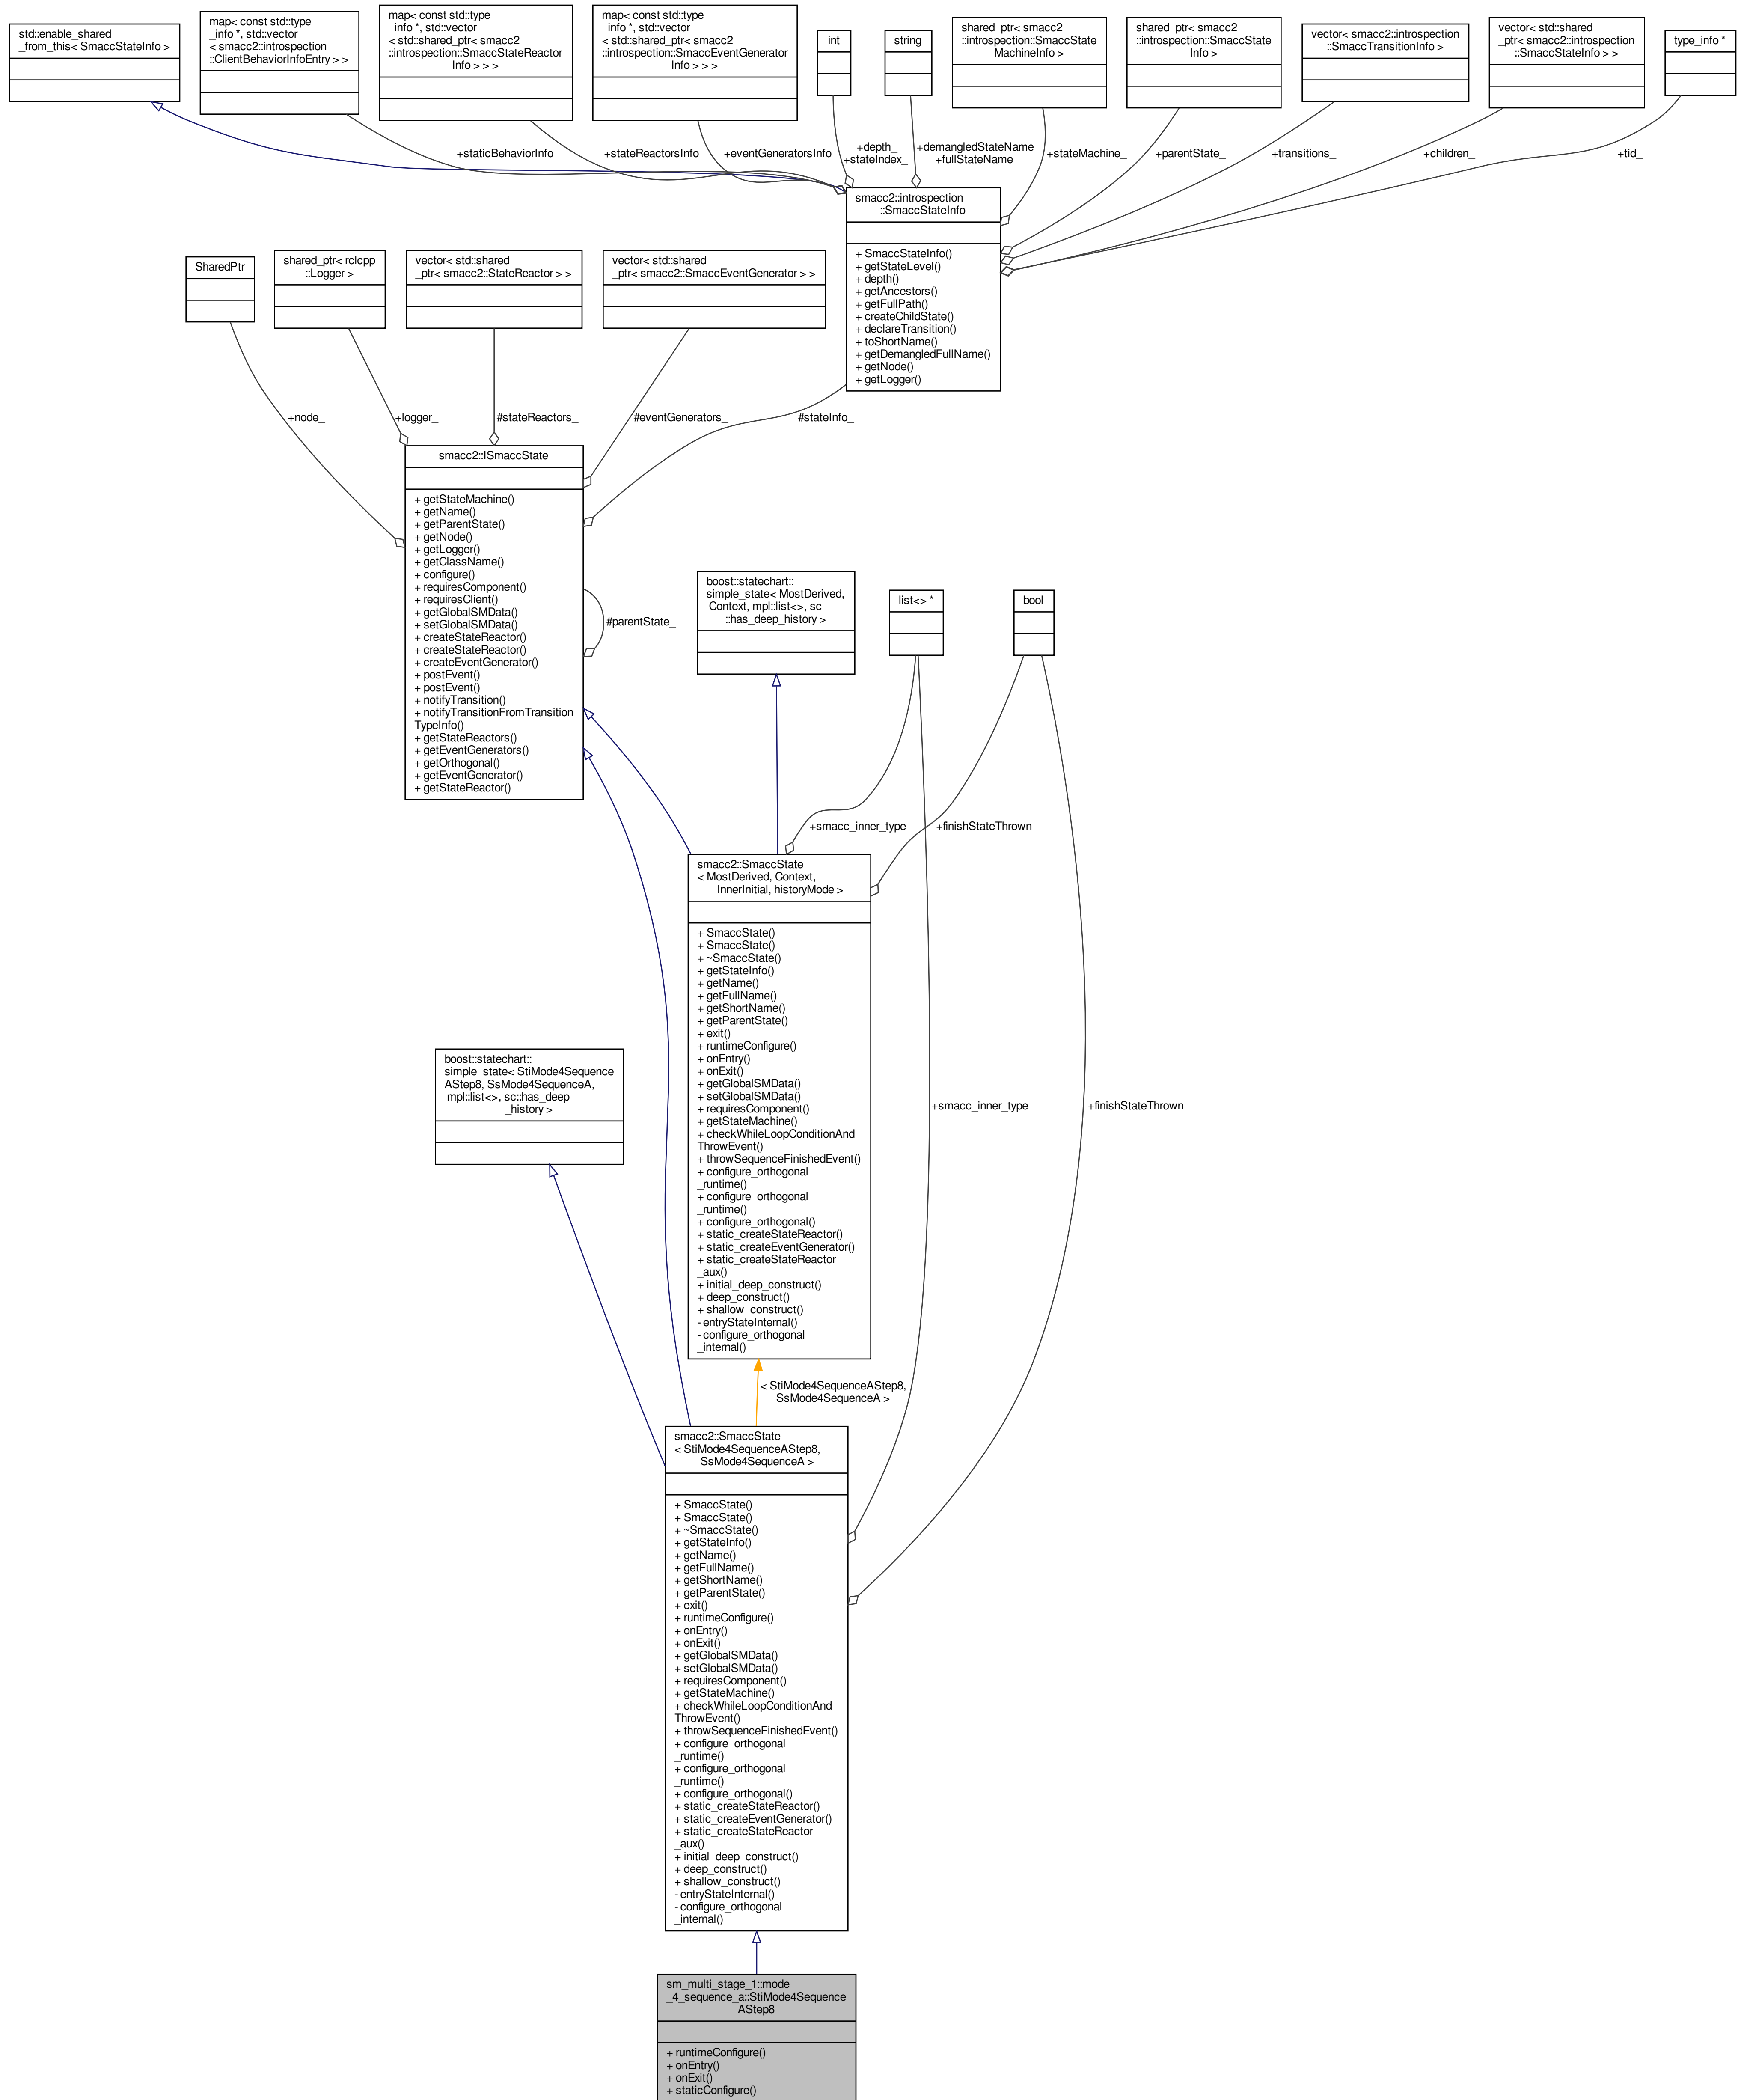 std::enable_shared
_from_this< SmaccStateInfo >
map< const std::type
_info *, std::vector
< smacc2::introspection
::ClientBehaviorInfoEntry > >
map< const std::type
_info *, std::vector
< std::shared_ptr< smacc2
::introspection::SmaccStateReactor
Info > > >
map< const std::type
_info *, std::vector
< std::shared_ptr< smacc2
::introspection::SmaccEventGenerator
Info > > >
int
string
shared_ptr< smacc2
::introspection::SmaccState
MachineInfo >
shared_ptr< smacc2
::introspection::SmaccState
Info >
vector< smacc2::introspection
::SmaccTransitionInfo >
vector< std::shared
_ptr< smacc2::introspection
::SmaccStateInfo > >
type_info *
+staticBehaviorInfo
+stateReactorsInfo
+eventGeneratorsInfo
+depth_
+stateIndex_
+demangledStateName
+fullStateName
+stateMachine_
+parentState_
+transitions_
+children_
+tid_
smacc2::introspection
::SmaccStateInfo
+ SmaccStateInfo()
+ getStateLevel()
+ depth()
+ getAncestors()
+ getFullPath()
+ createChildState()
+ declareTransition()
+ toShortName()
+ getDemangledFullName()
+ getNode()
+ getLogger()
SharedPtr
shared_ptr< rclcpp
::Logger >
vector< std::shared
_ptr< smacc2::StateReactor > >
vector< std::shared
_ptr< smacc2::SmaccEventGenerator > >
+node_
+logger_
#stateReactors_
#eventGenerators_
#stateInfo_
smacc2::ISmaccState
+ getStateMachine()
+ getName()
+ getParentState()
+ getNode()
+ getLogger()
+ getClassName()
+ configure()
+ requiresComponent()
+ requiresClient()
+ getGlobalSMData()
+ setGlobalSMData()
+ createStateReactor()
+ createStateReactor()
+ createEventGenerator()
+ postEvent()
+ postEvent()
+ notifyTransition()
+ notifyTransitionFromTransition
TypeInfo()
+ getStateReactors()
+ getEventGenerators()
+ getOrthogonal()
+ getEventGenerator()
+ getStateReactor()
#parentState_
boost::statechart::
simple_state< MostDerived,
Context, mpl::list<>, sc
::has_deep_history >
list<> *
bool
+smacc_inner_type
+finishStateThrown
smacc2::SmaccState
< MostDerived, Context,
InnerInitial, historyMode >
+ SmaccState()
+ SmaccState()
+ ~SmaccState()
+ getStateInfo()
+ getName()
+ getFullName()
+ getShortName()
+ getParentState()
+ exit()
+ runtimeConfigure()
+ onEntry()
+ onExit()
+ getGlobalSMData()
+ setGlobalSMData()
+ requiresComponent()
+ getStateMachine()
+ checkWhileLoopConditionAnd
ThrowEvent()
+ throwSequenceFinishedEvent()
+ configure_orthogonal
_runtime()
+ configure_orthogonal
_runtime()
+ configure_orthogonal()
+ static_createStateReactor()
+ static_createEventGenerator()
+ static_createStateReactor
_aux()
+ initial_deep_construct()
+ deep_construct()
+ shallow_construct()
- entryStateInternal()
- configure_orthogonal
_internal()
boost::statechart::
simple_state< StiMode4Sequence
AStep8, SsMode4SequenceA,
mpl::list<>, sc::has_deep
_history >
+smacc_inner_type
+finishStateThrown
< StiMode4SequenceAStep8,
SsMode4SequenceA >
smacc2::SmaccState
< StiMode4SequenceAStep8,
SsMode4SequenceA >
+ SmaccState()
+ SmaccState()
+ ~SmaccState()
+ getStateInfo()
+ getName()
+ getFullName()
+ getShortName()
+ getParentState()
+ exit()
+ runtimeConfigure()
+ onEntry()
+ onExit()
+ getGlobalSMData()
+ setGlobalSMData()
+ requiresComponent()
+ getStateMachine()
+ checkWhileLoopConditionAnd
ThrowEvent()
+ throwSequenceFinishedEvent()
+ configure_orthogonal
_runtime()
+ configure_orthogonal
_runtime()
+ configure_orthogonal()
+ static_createStateReactor()
+ static_createEventGenerator()
+ static_createStateReactor
_aux()
+ initial_deep_construct()
+ deep_construct()
+ shallow_construct()
- entryStateInternal()
- configure_orthogonal
_internal()
sm_multi_stage_1::mode
_4_sequence_a::StiMode4Sequence
AStep8
+ runtimeConfigure()
+ onEntry()
+ onExit()
+ staticConfigure()